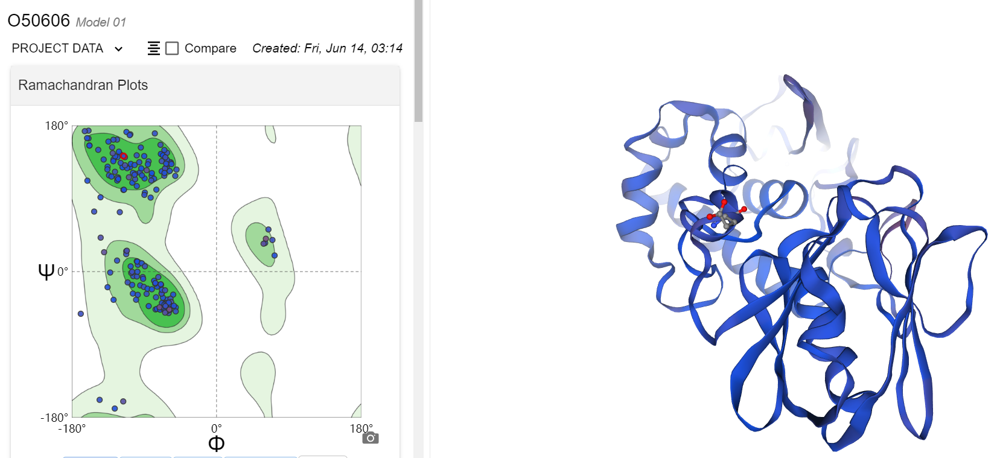 O50606 Model 01
PROJECT DATA Compare Created: Fri, Jun 14, 03:14
Ramachandran Plots
180°
Ψ 0°
-180°
-180° 0° 180°
Φ